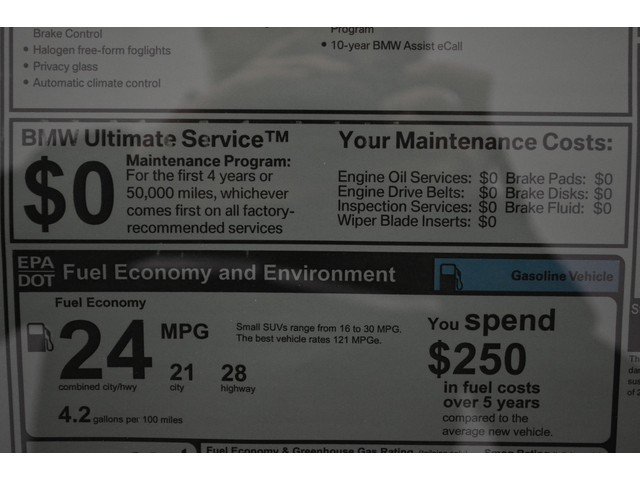 Brake Control
• Halogen free-form foglights
• Privacy glass
• Automatic climate control
Program
• 10-year BMW Assist eCall
BMW Ultimate Service™
$0
Maintenance Program:
For the first 4 years or
50,000 miles, whichever
comes first on all factory-
recommended services
Your Maintenance Costs:
Engine Oil Services: $0 Brake Pads: $0
Engine Drive Belts: $0 Brake Disks: $0
Inspection Services: $0 Brake Fluid: $0
Wiper Blade Inserts: $0
EPA
DOT
Fuel Economy and Environment
Gasoline Vehicle
Fuel Economy
24 MPG
combined city/hwy
21
city
28
highway
4.2 gallons per 100 miles
Small SUVs range from 16 to 30 MPG.
The best vehicle rates 121 MPGe.
You spend
$250
in fuel costs
over 5 years
compared to the
average new vehicle.
Fuel Economy & Greenhouse Gas Rating